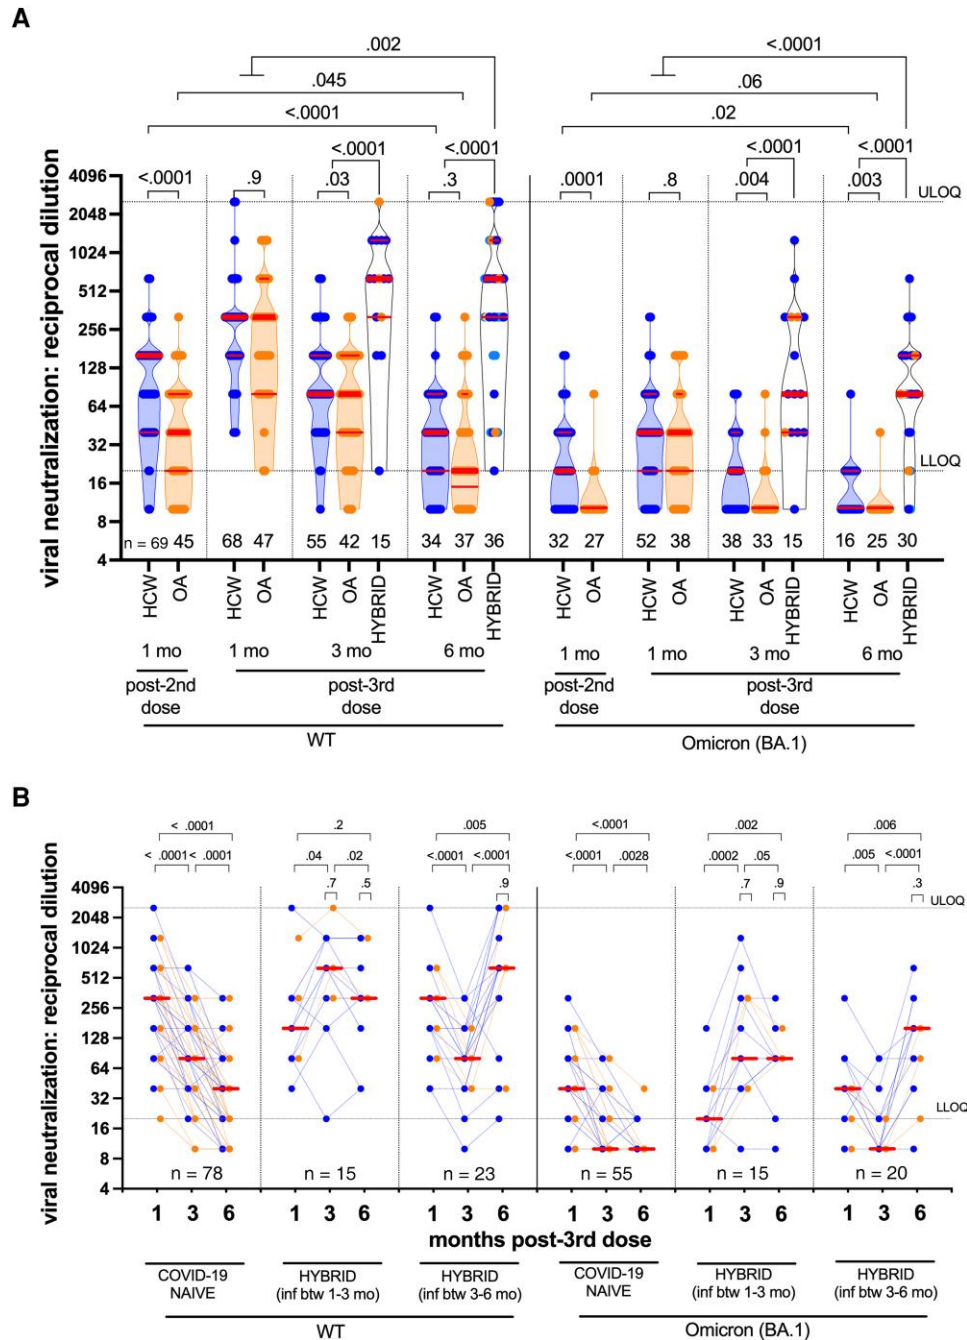 A
.002
<.0001
.045
.06
<.0001
.02
<.0001
<.0001
<.0001
<.0001
<.0001
.9
.03
.3
.0001
.8
.004
.003
ULOQ
LLOQ
viral neutralization: reciprocal dilution
4096
2048
1024
512
256
128
64
32
16
8
4
n = 69 45 68 47 55 42 15 34 37 36 32 27 52 38 38 33 15 16 25 30
HCW OA HCW OA HCW OA HYBRID HCW OA HYBRID HCW OA HCW OA HCW OA HYBRID HCW OA HYBRID
1 mo 1 mo 3 mo 6 mo 1 mo 1 mo 3 mo 6 mo
post-2nd dose post-3rd dose post-2nd dose post-3rd dose
WT Omicron (BA.1)
B
< .0001 .2 .005 <.0001 .002 .006
< .0001 < .0001 .04 .02 <.0001 <.0001 <.0001 .0028 .0002 .05 .005 <.0001
.7 .5 .9 .7 .9 .3
ULOQ
LLOQ
viral neutralization: reciprocal dilution
4096
2048
1024
512
256
128
64
32
16
8
4
n = 78 n = 15 n = 23 n = 55 n = 15 n = 20
1 3 6 1 3 6 1 3 6 1 3 6 1 3 6 1 3 6
months post-3rd dose
COVID-19 NAIVE HYBRID (inf btw 1-3 mo) HYBRID (inf btw 3-6 mo) COVID-19 NAIVE HYBRID (inf btw 1-3 mo) HYBRID (inf btw 3-6 mo)
WT Omicron (BA.1)